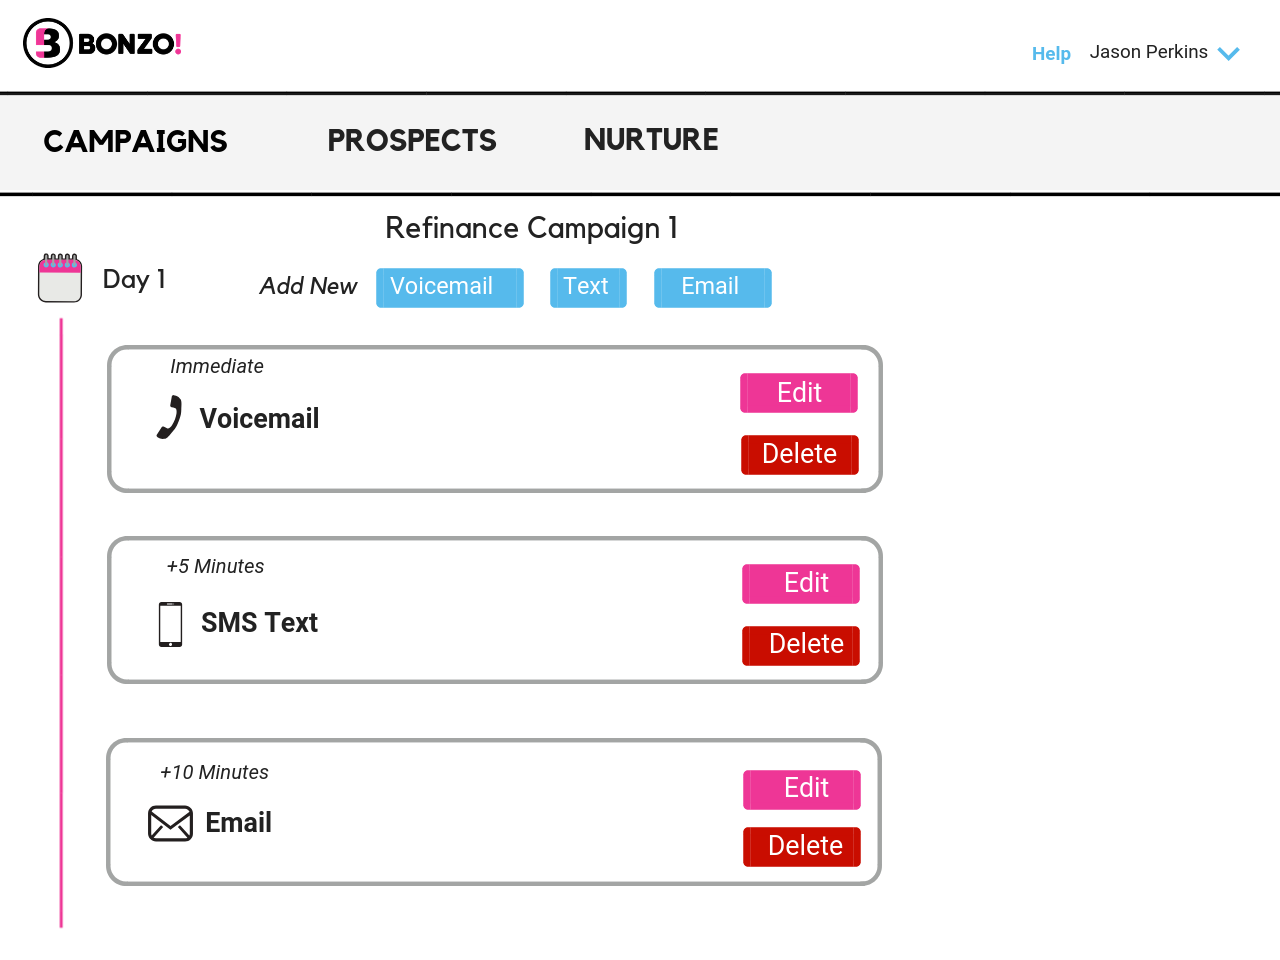 BONZO!
Help Jason Perkins
CAMPAIGNS PROSPECTS NURTURE
Refinance Campaign 1
Day 1 Add New Voicemail Text Email
Immediate
Voicemail
Edit
Delete
+5 Minutes
SMS Text
Edit
Delete
+10 Minutes
Email
Edit
Delete